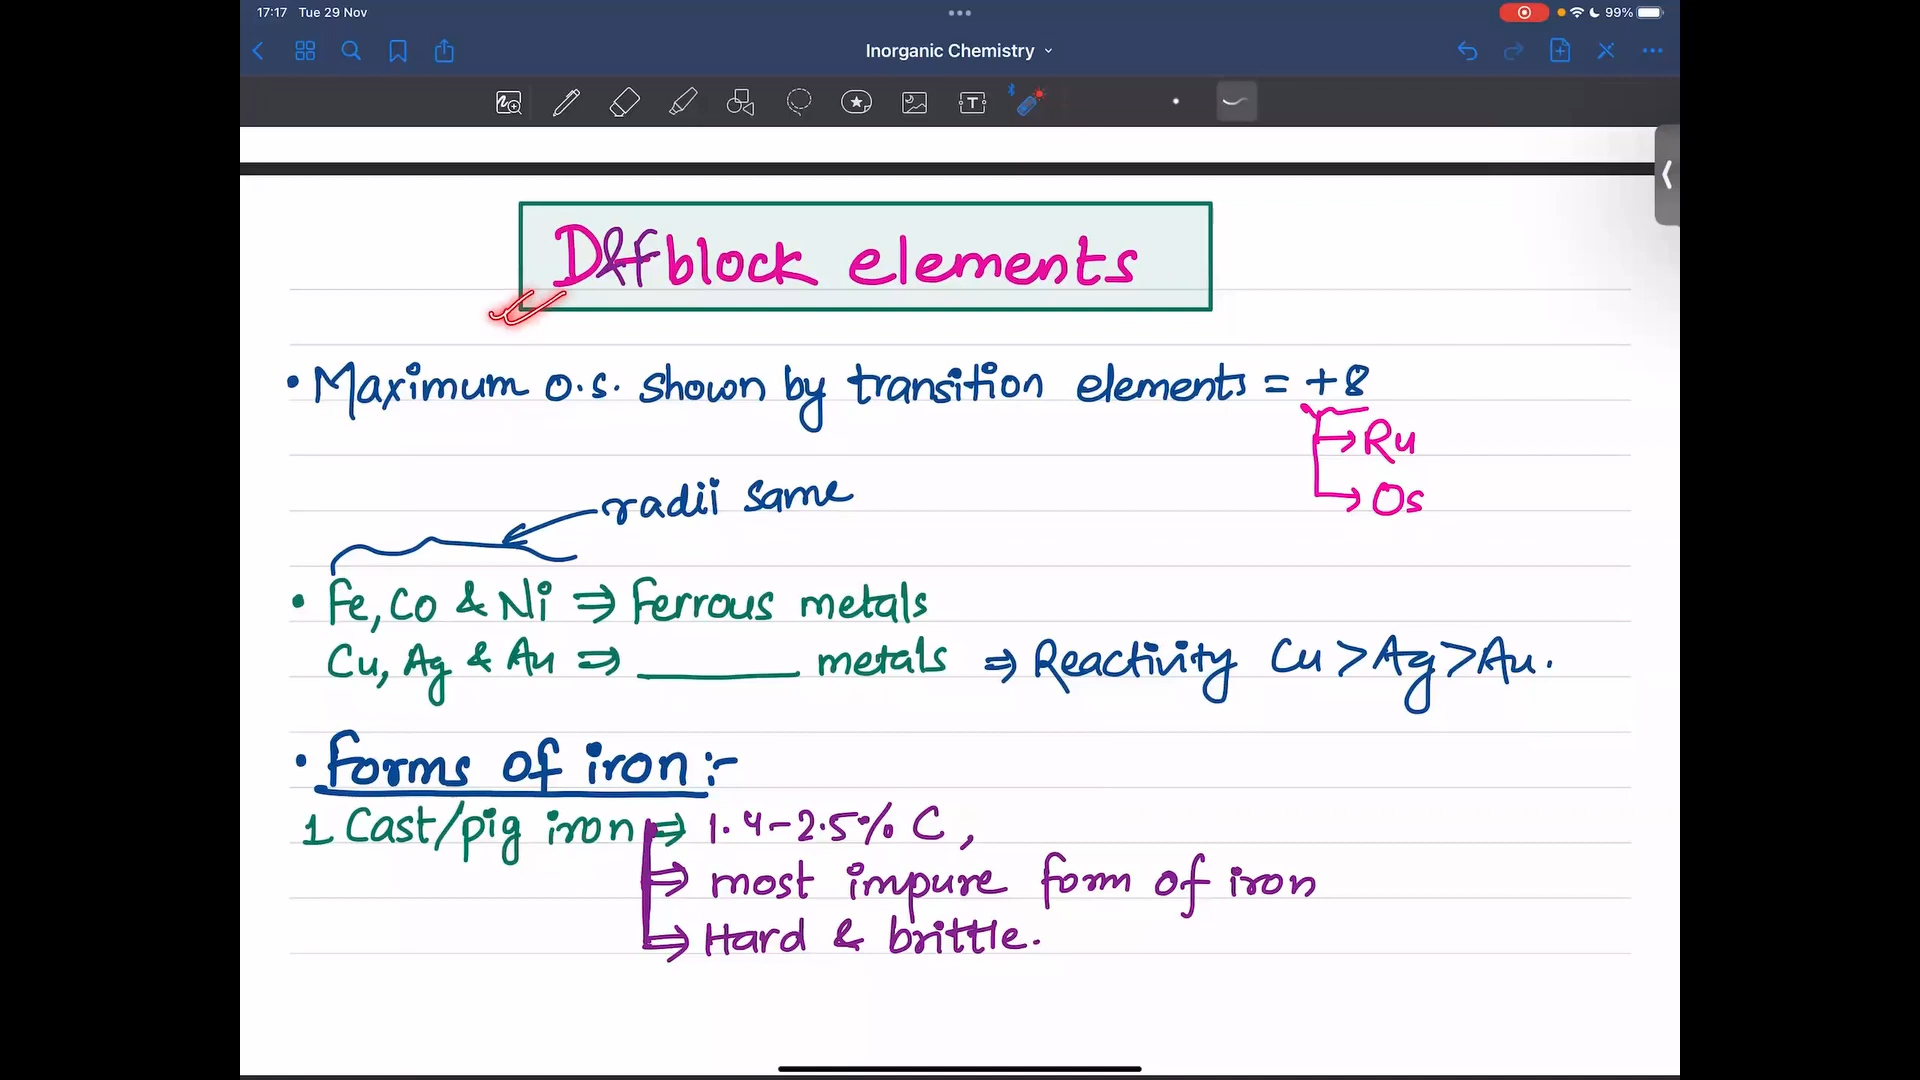 17:17 Tue 29 Nov
99%
Inorganic Chemistry
T
D & f block elements
• Maximum o.s. shown by transition elements = +8
→ Ru
→ Os
radii same
• Fe, Co & Ni ⇒ Ferrous metals
Cu, Ag & Au ⇒ ________ metals ⇒ Reactivity Cu > Ag > Au.
• Forms of iron :-
1 Cast/pig iron ⇒ 1.4-2.5% C,
⇒ most impure form of iron
⇒ Hard & brittle.